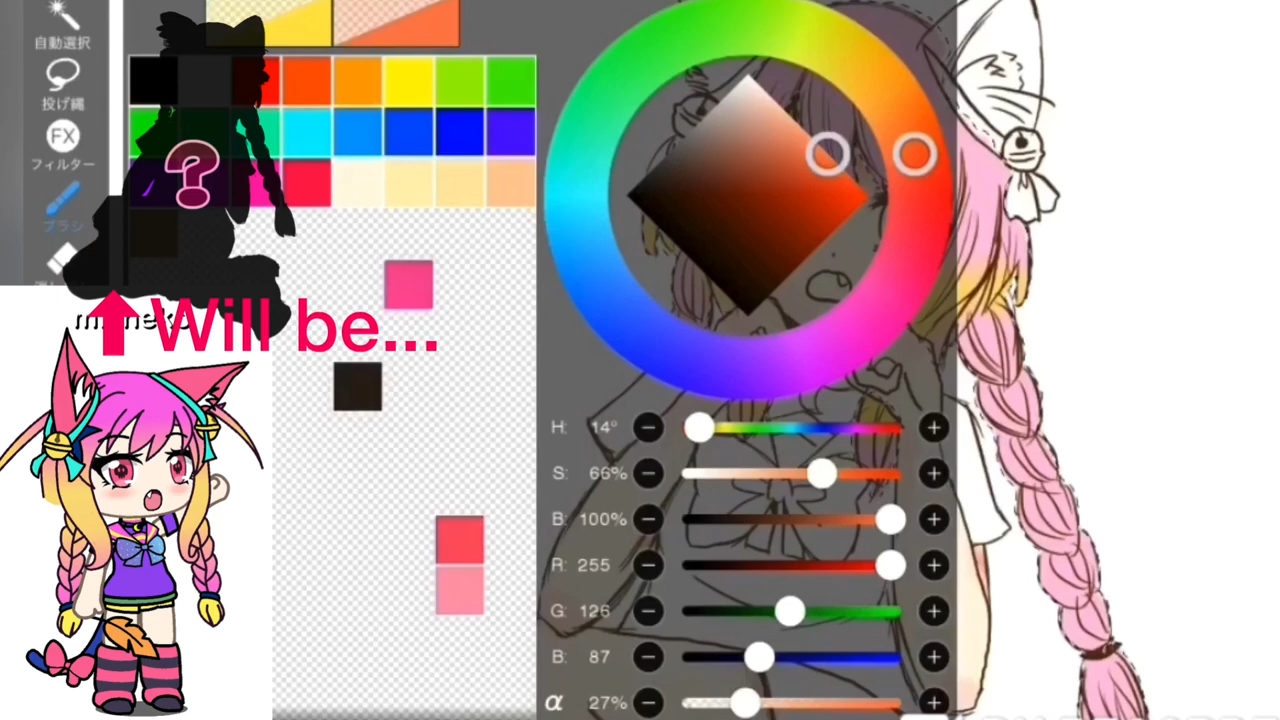 自動選択
投げ縄
FX
フィルター
ブラシ
?
Will be...
H: 14°
S: 66%
B: 100%
R: 255
G: 126
B: 87
α 27%